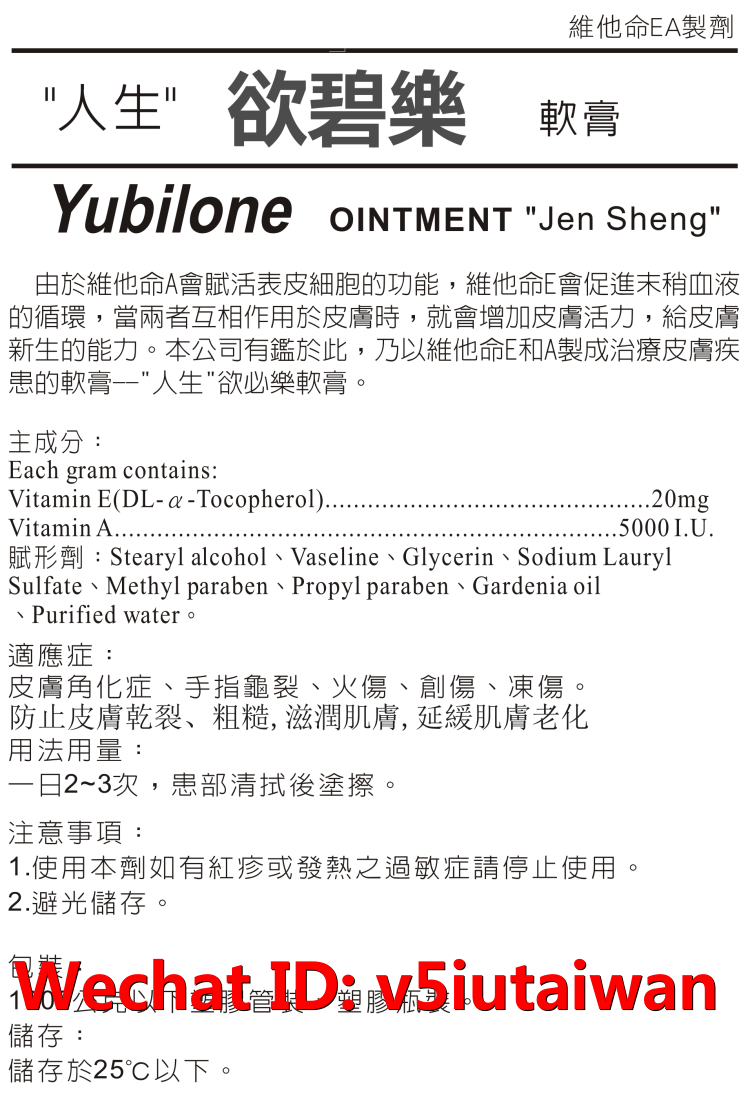 維他命EA製劑
"人生" 欲碧樂 軟膏
Yubilone OINTMENT "Jen Sheng"
由於維他命A會賦活表皮細胞的功能，維他命E會促進末稍血液
的循環，當兩者互相作用於皮膚時，就會增加皮膚活力，給皮膚
新生的能力。本公司有鑑於此，乃以維他命E和A製成治療皮膚疾
患的軟膏--"人生"欲必樂軟膏。
主成分：
Each gram contains:
Vitamin E(DL-α-Tocopherol)..............................................20mg
Vitamin A.......................................................................5000 I.U.
賦形劑：Stearyl alcohol、Vaseline、Glycerin、Sodium Lauryl
Sulfate、Methyl paraben、Propyl paraben、Gardenia oil
、Purified water。
適應症：
皮膚角化症、手指龜裂、火傷、創傷、凍傷。
防止皮膚乾裂、粗糙,滋潤肌膚,延緩肌膚老化
用法用量：
一日2~3次，患部清拭後塗擦。
注意事項：
1.使用本劑如有紅疹或發熱之過敏症請停止使用。
2.避光儲存。
包裝：
Wechat ID: v5iutaiwan
公克以下塑膠管裝、塑膠瓶裝。
儲存：
儲存於25℃以下。